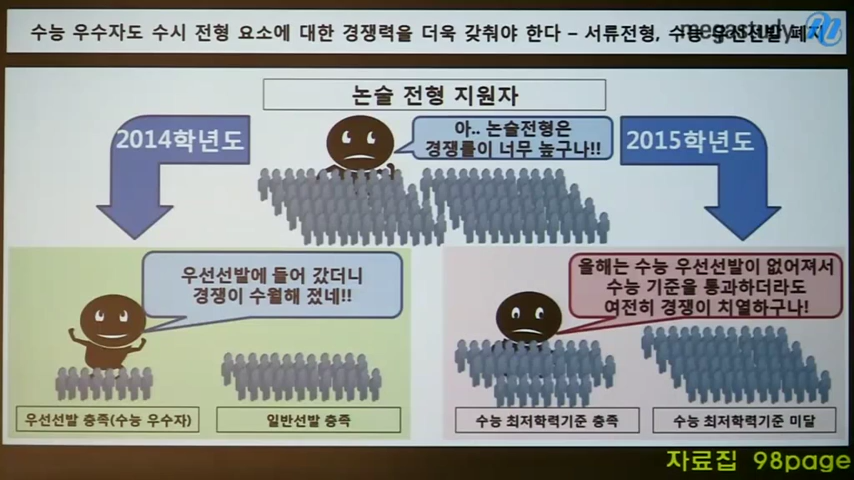 수능 우수자도 수시 전형 요소에 대한 경쟁력을 더욱 갖춰야 한다 – 서류전형, 수능 우선선발 폐지
megastudy
논술 전형 지원자
2014학년도
아.. 논술전형은
경쟁률이 너무 높구나!!
2015학년도
우선선발에 들어 갔더니
경쟁이 수월해 졌네!!
올해는 수능 우선선발이 없어져서
수능 기준을 통과하더라도
여전히 경쟁이 치열하구나!
우선선발 충족(수능 우수자)
일반선발 충족
수능 최저학력기준 충족
수능 최저학력기준 미달
자료집 98page